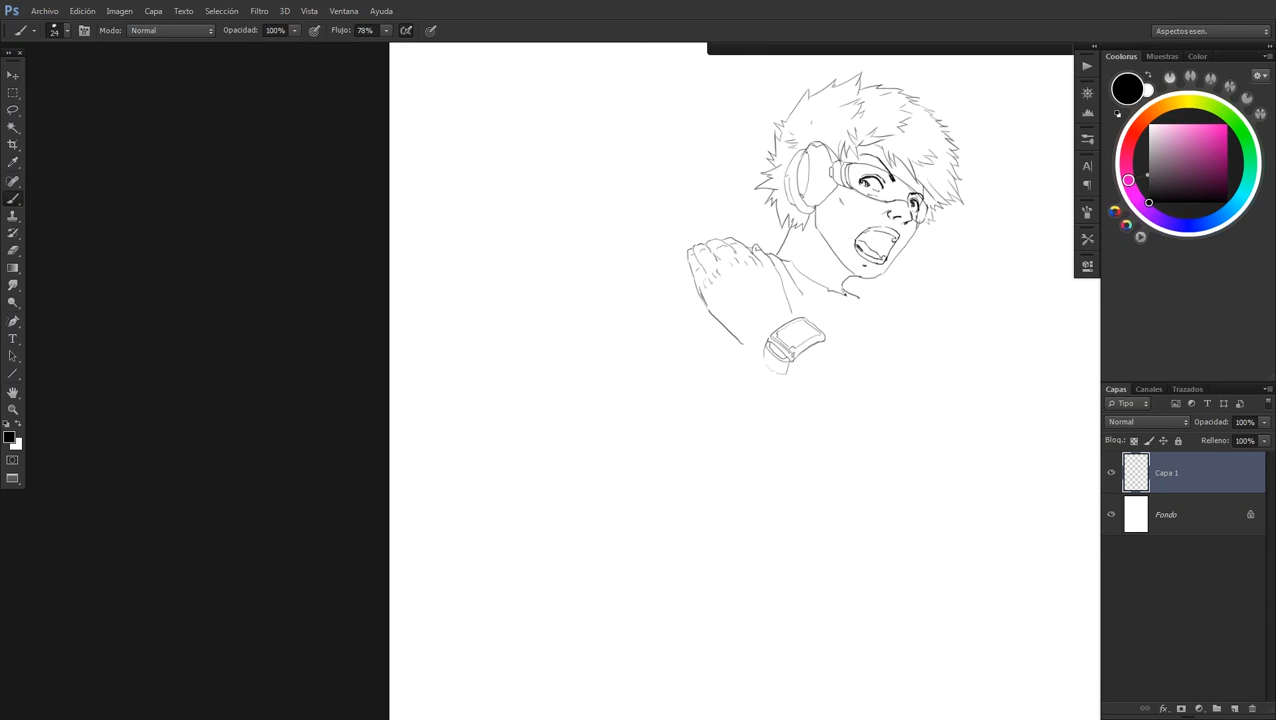 Ps Archivo Edición Imagen Capa Texto Selección Filtro 3D Vista Ventana Ayuda
24 Modo: Normal Opacidad: 100% Flujo: 78% Aspectos esen.
Coolorus Muestras Color
Capas Canales Trazados
Tipo
Normal Opacidad: 100%
Bloq.: Relleno: 100%
Capa 1
Fondo